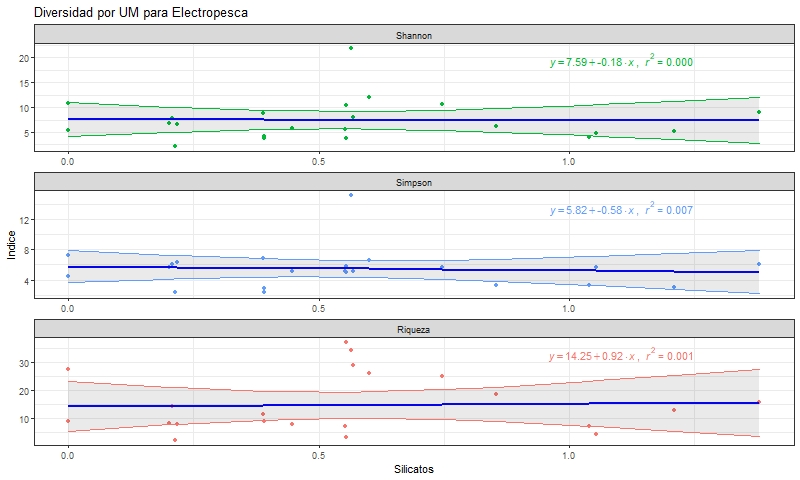 Diversidad por UM para Electropesca
Shannon
y = 7.59 + -0.18 · x ,  r² = 0.000
20
15
10
5
0.0 0.5 1.0
Simpson
y = 5.82 + -0.58 · x ,  r² = 0.007
12
8
4
0.0 0.5 1.0
Indice
Riqueza
y = 14.25 + 0.92 · x ,  r² = 0.001
30
20
10
0.0 0.5 1.0
Silicatos